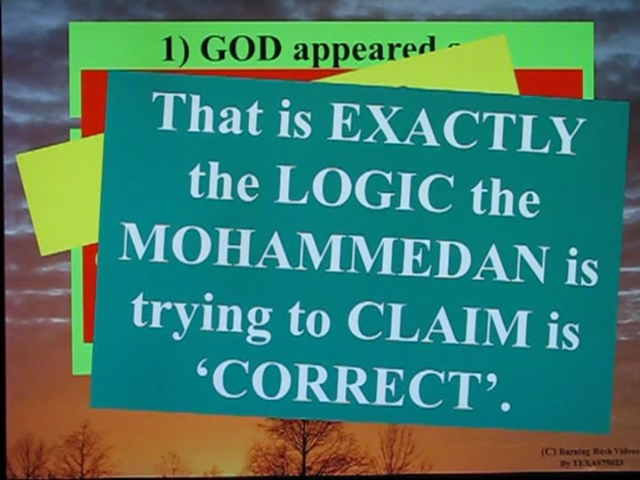 1) GOD appeared
That is EXACTLY
the LOGIC the
MOHAMMEDAN is
trying to CLAIM is
‘CORRECT’.
(C) Burning Bush Videos
By TEXAS75023